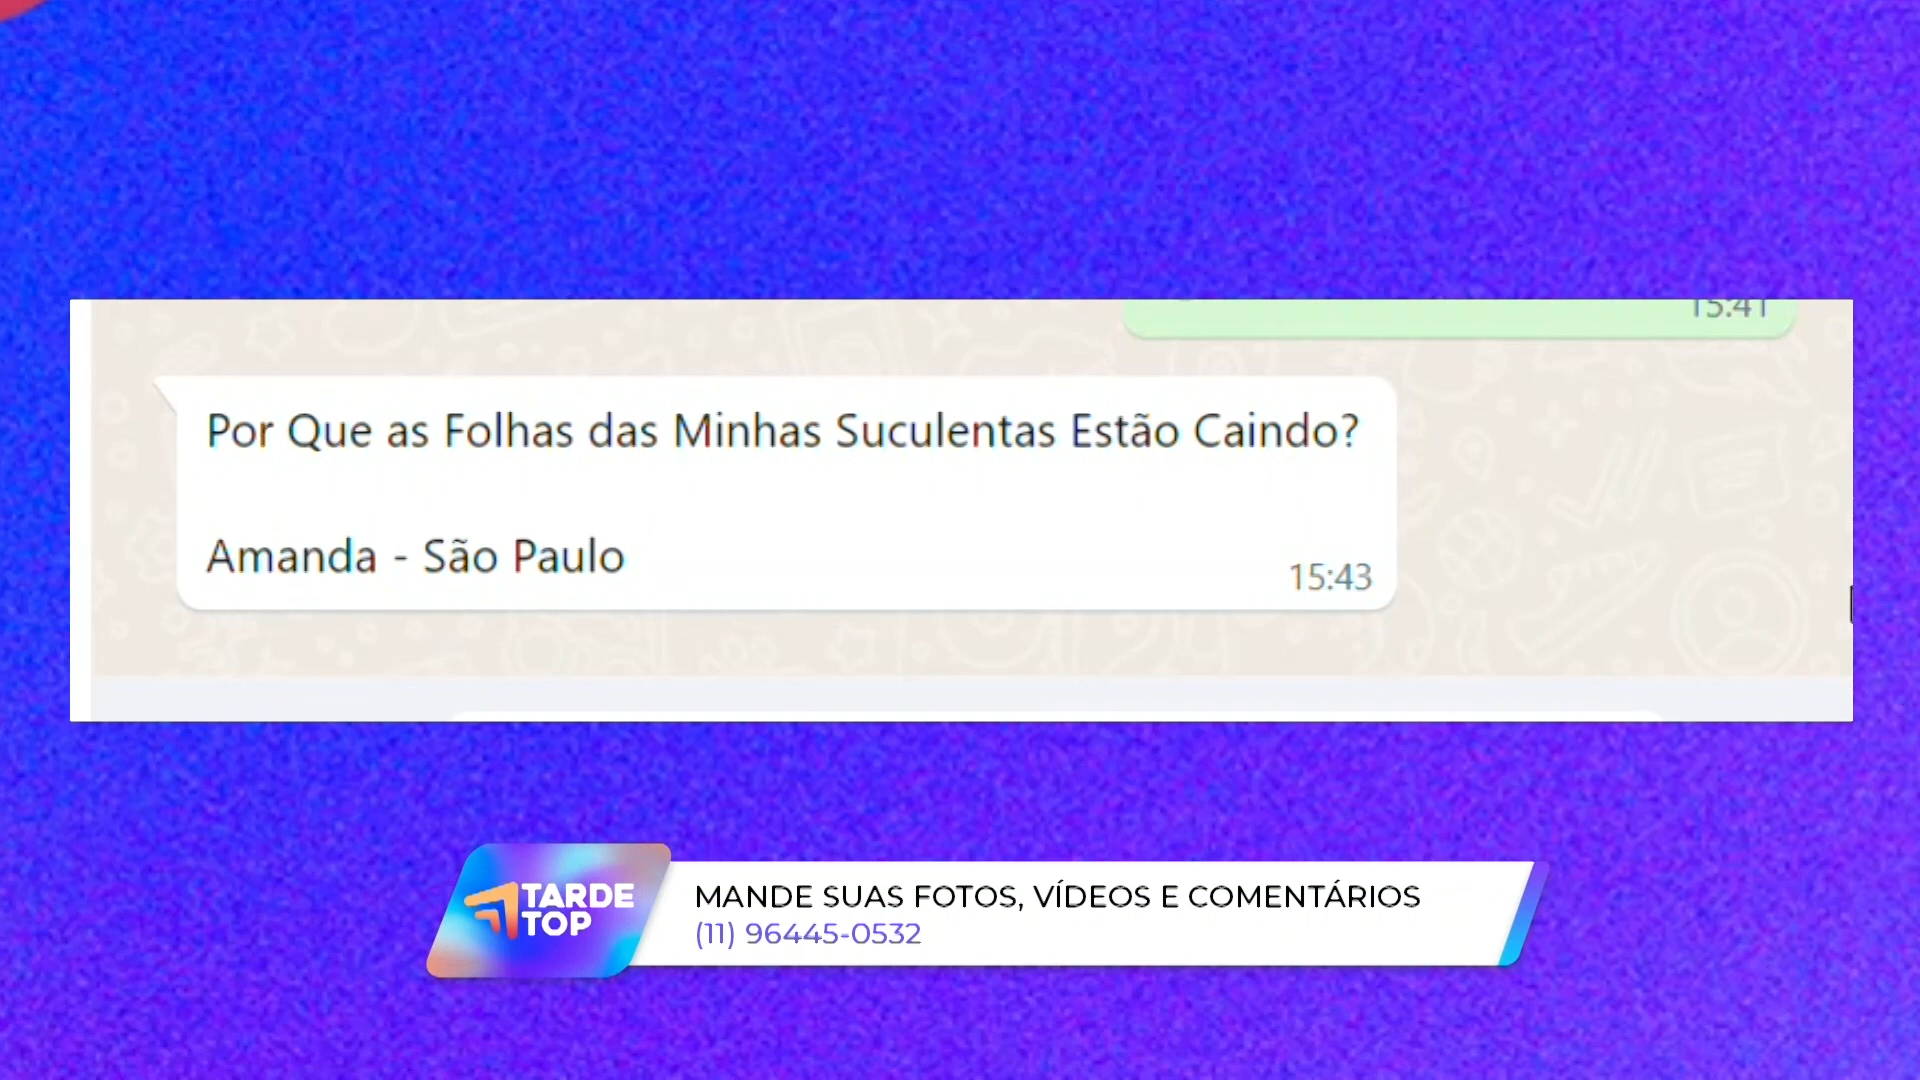 15:41
Por Que as Folhas das Minhas Suculentas Estão Caindo?
Amanda - São Paulo
15:43
TARDE
TOP
MANDE SUAS FOTOS, VÍDEOS E COMENTÁRIOS
(11) 96445-0532